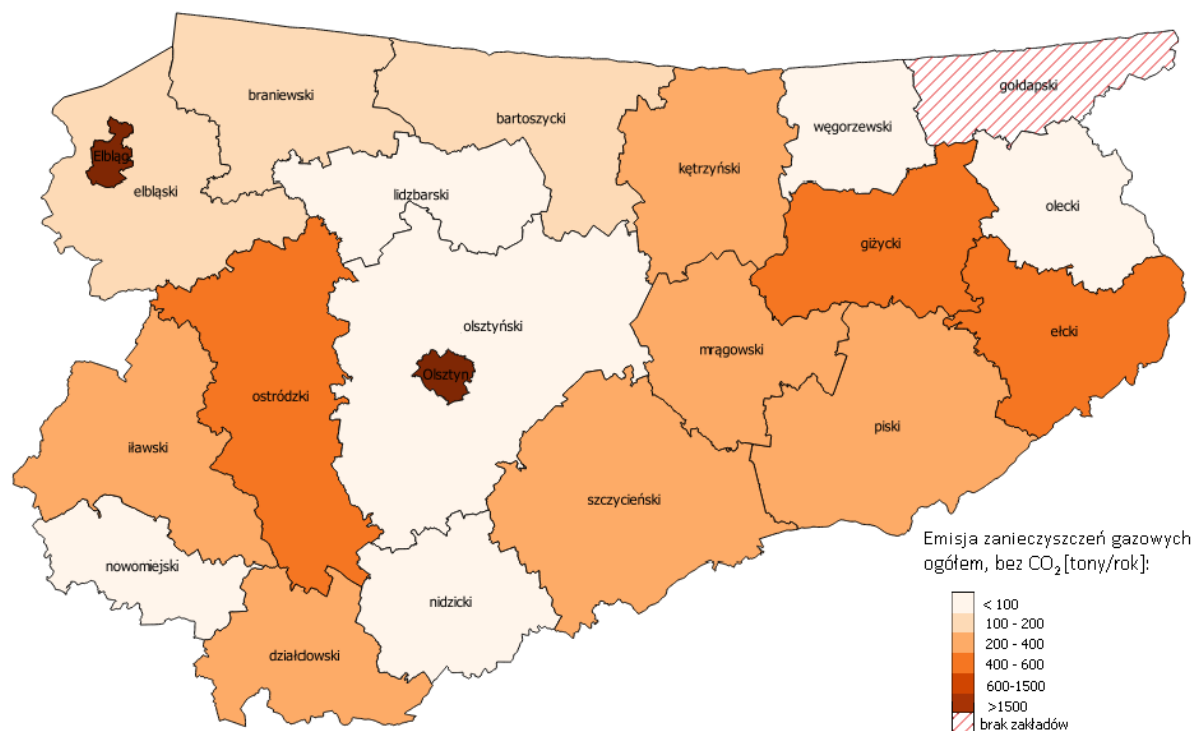 gołdapski
braniewski
bartoszycki
węgorzewski
Elbląg
kętrzyński
elbląski
lidzbarski
olecki
giżycki
olsztyński
ełcki
mrągowski
Olsztyn
ostródzki
piski
iławski
szczycieński
nowomiejski
nidzicki
działdowski
Emisja zanieczyszczeń gazowych
ogółem, bez CO₂ [tony/rok]:
< 100
100 - 200
200 - 400
400 - 600
600-1500
>1500
brak zakładów